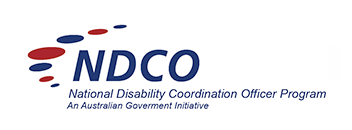 NDCO
National Disability Coordination Officer Program
An Australian Goverment Initiative